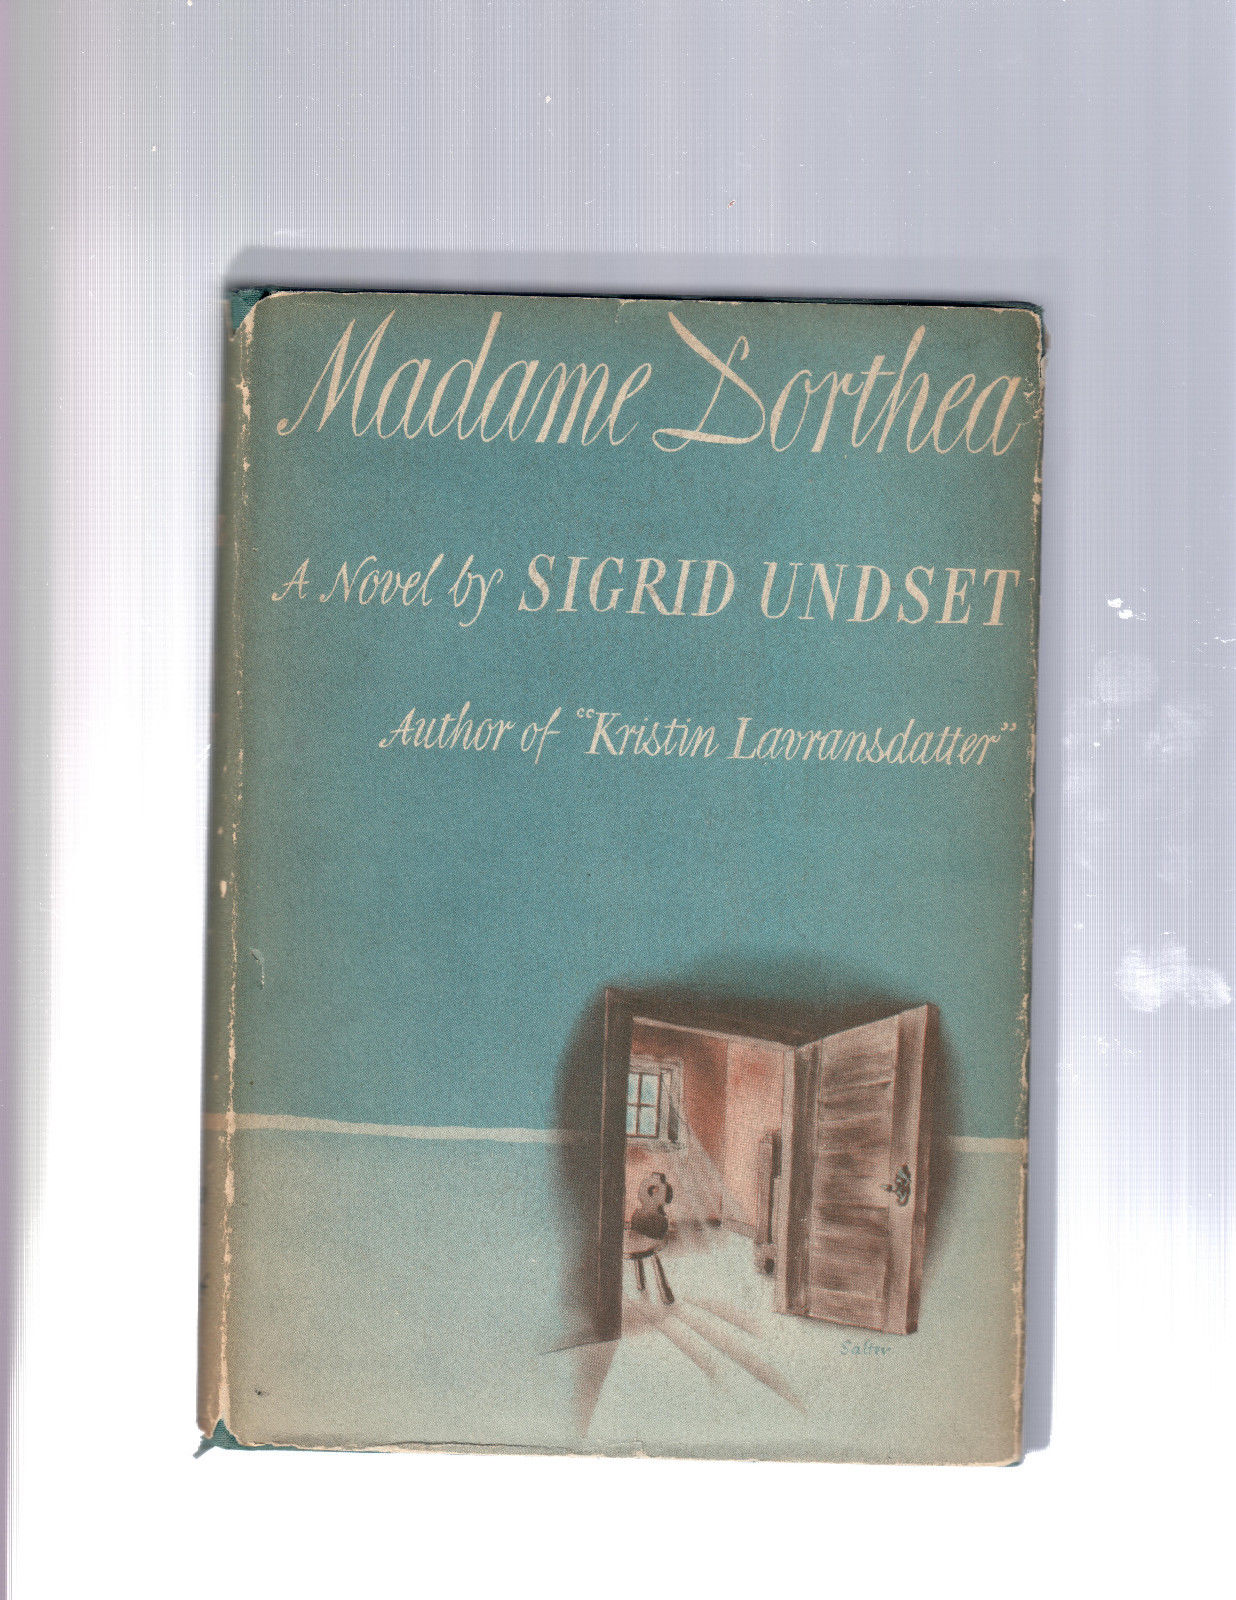 Madame Dorthea
A Novel by SIGRID UNDSET
Author of "Kristin Lavransdatter"
Salter